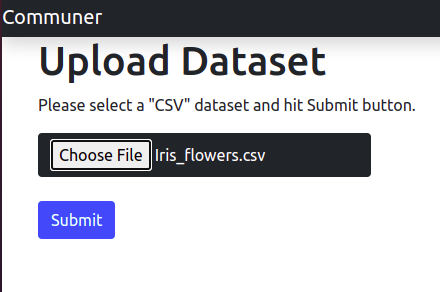 Communer
Upload Dataset
Please select a "CSV" dataset and hit Submit button.
Choose File Iris_flowers.csv
Submit